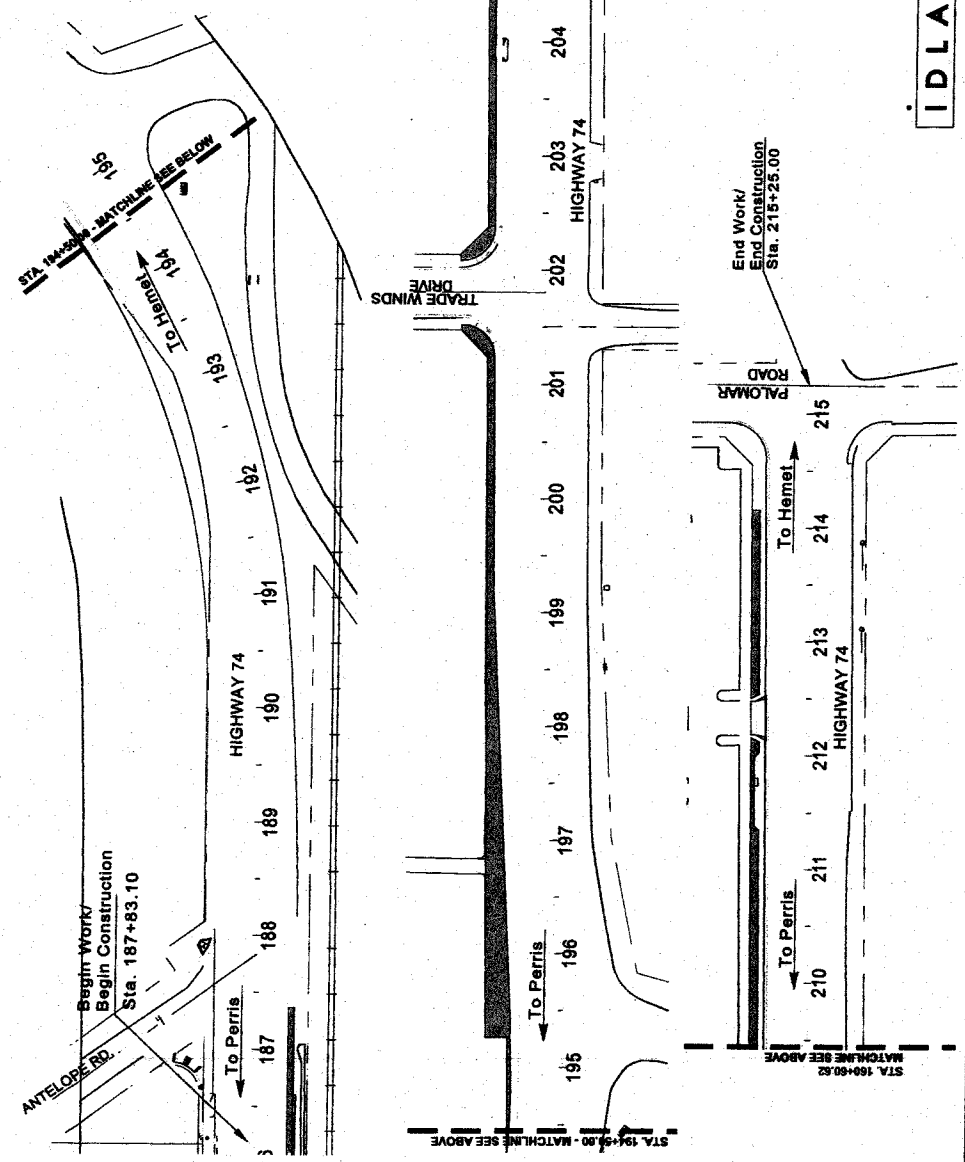 204
203
HIGHWAY 74
202
TRADE WINDS
DRIVE
201
200
199
198
197
196
195
To Perris
STA. 194+50.00 - MATCHLINE SEE ABOVE
195
STA. 194+50.00 - MATCHLINE SEE BELOW
194
To Hemet
193
192
191
190
HIGHWAY 74
189
188
187
To Perris
Begin Work/
Begin Construction
Sta. 187+83.10
ANTELOPE RD.
End Work/
End Construction
Sta. 215+25.00
PALOMAR
ROAD
215
To Hemet
214
213
HIGHWAY 74
212
211
210
To Perris
STA. 160+60.62
MATCHLINE SEE ABOVE
IDLA